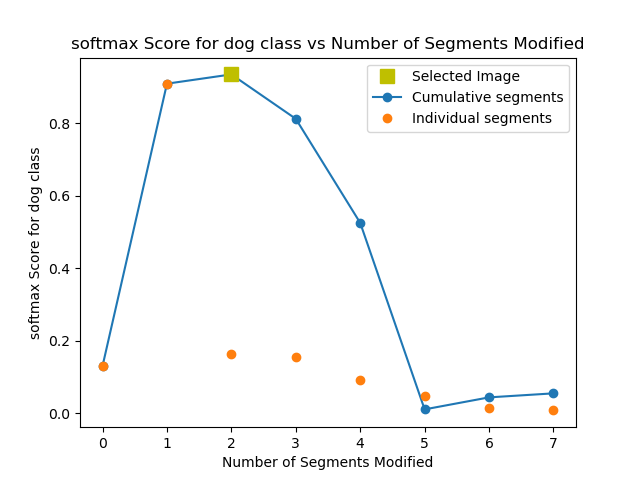 softmax Score for dog class vs Number of Segments Modified
Selected Image
Cumulative segments
Individual segments
softmax Score for dog class
0.8
0.6
0.4
0.2
0.0
0 1 2 3 4 5 6 7
Number of Segments Modified